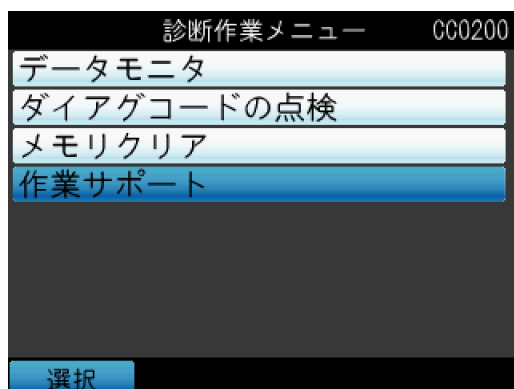 診断作業メニュー CC0200
データモニタ
ダイアグコードの点検
メモリクリア
作業サポート
選択